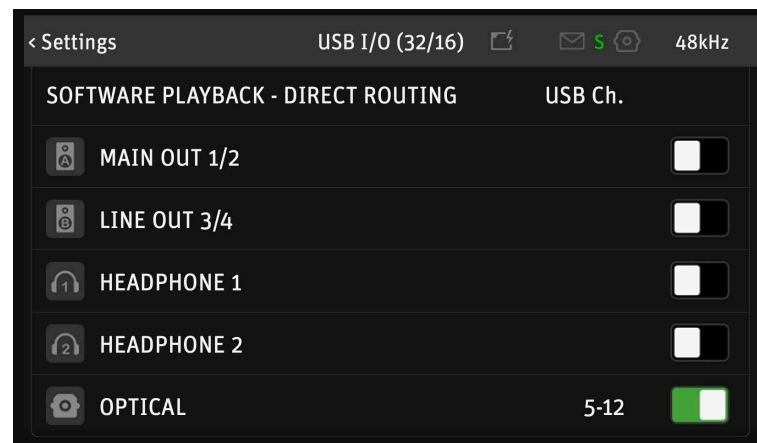 < Settings USB I/O (32/16) S 48kHz
SOFTWARE PLAYBACK - DIRECT ROUTING USB Ch.
A MAIN OUT 1/2
B LINE OUT 3/4
1 HEADPHONE 1
2 HEADPHONE 2
OPTICAL 5-12